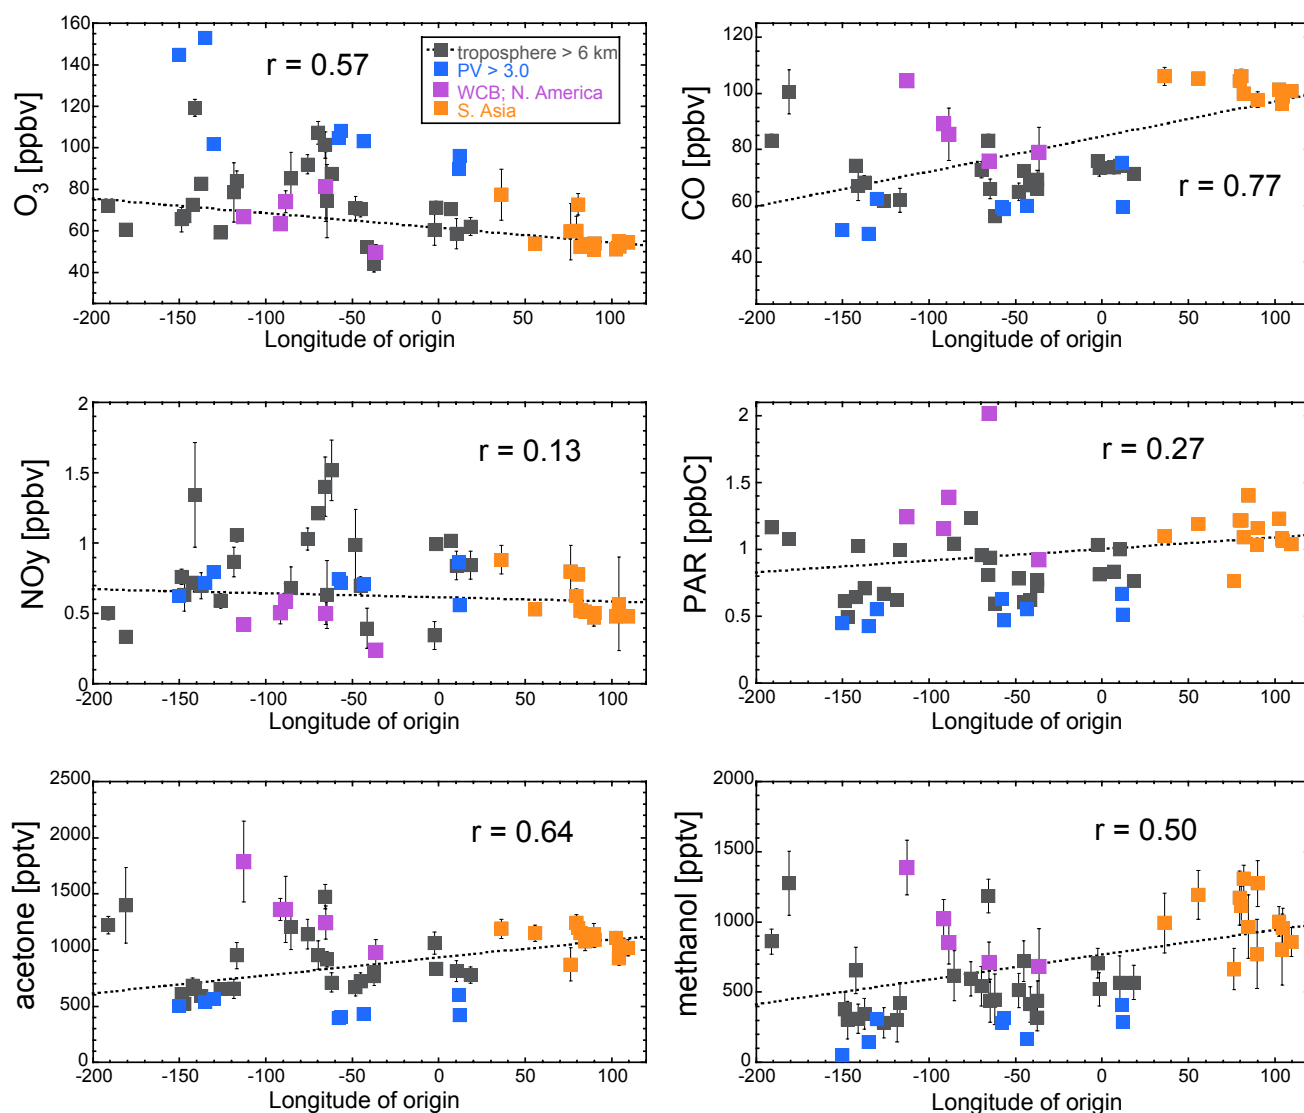 160
140
120
100
80
60
40
O3 [ppbv]
r = 0.57
troposphere > 6 km
PV > 3.0
WCB; N. America
S. Asia
-200 -150 -100 -50 0 50 100
Longitude of origin
120
100
80
60
40
CO [ppbv]
r = 0.77
-200 -150 -100 -50 0 50 100
Longitude of origin
2
1.5
1
0.5
0
NOy [ppbv]
r = 0.13
-200 -150 -100 -50 0 50 100
Longitude of origin
2
1.5
1
0.5
0
PAR [ppbC]
r = 0.27
-200 -150 -100 -50 0 50 100
Longitude of origin
2500
2000
1500
1000
500
0
acetone [pptv]
r = 0.64
-200 -150 -100 -50 0 50 100
Longitude of origin
2000
1500
1000
500
0
methanol [pptv]
r = 0.50
-200 -150 -100 -50 0 50 100
Longitude of origin